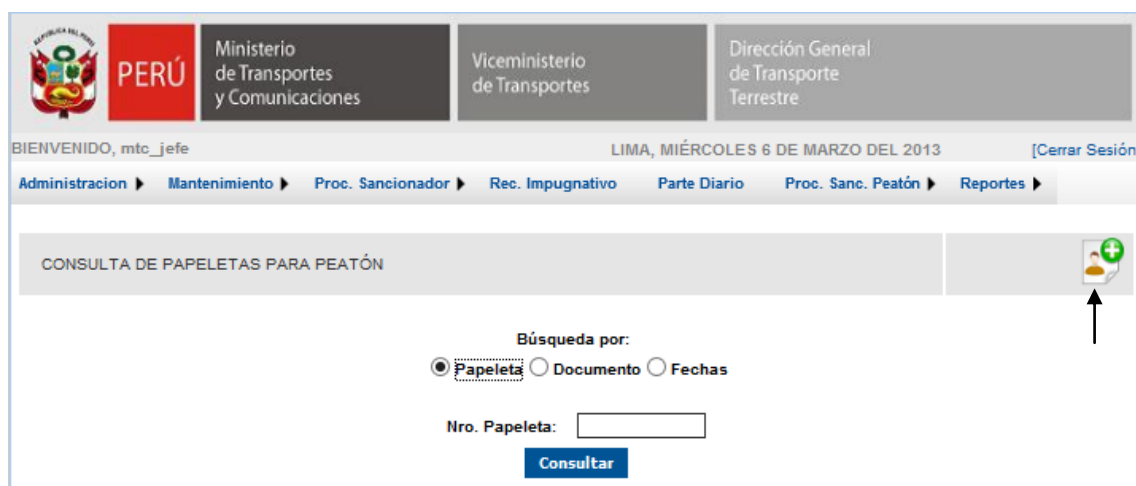 REPUBLICA DEL PERU
PERÚ
Ministerio
de Transportes
y Comunicaciones
Viceministerio
de Transportes
Dirección General
de Transporte
Terrestre
BIENVENIDO, mtc_jefe LIMA, MIÉRCOLES 6 DE MARZO DEL 2013 [Cerrar Sesión
Administracion Mantenimiento Proc. Sancionador Rec. Impugnativo Parte Diario Proc. Sanc. Peatón Reportes
CONSULTA DE PAPELETAS PARA PEATÓN
Búsqueda por:
Papeleta Documento Fechas
Nro. Papeleta:
Consultar